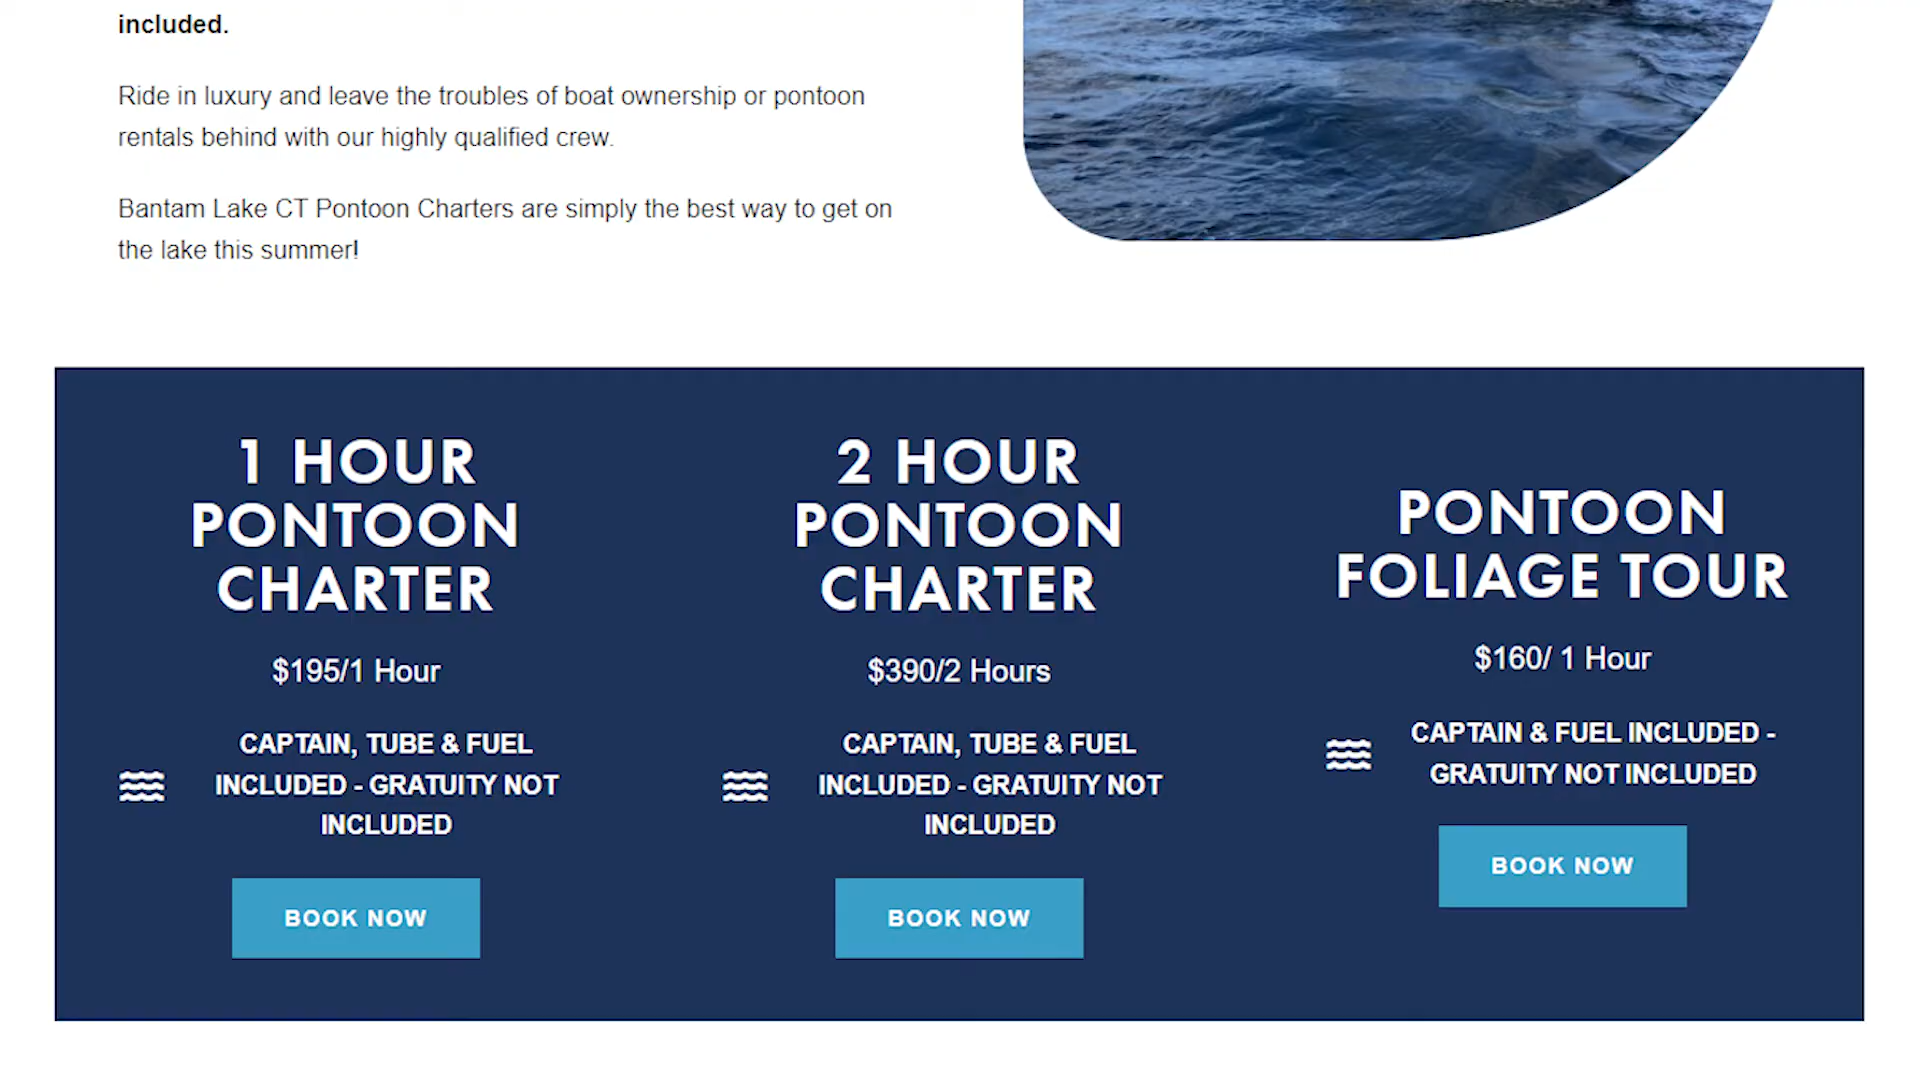 included.
Ride in luxury and leave the troubles of boat ownership or pontoon
rentals behind with our highly qualified crew.
Bantam Lake CT Pontoon Charters are simply the best way to get on
the lake this summer!
1 HOUR
PONTOON
CHARTER
$195/1 Hour
CAPTAIN, TUBE & FUEL
INCLUDED - GRATUITY NOT
INCLUDED
BOOK NOW
2 HOUR
PONTOON
CHARTER
$390/2 Hours
CAPTAIN, TUBE & FUEL
INCLUDED - GRATUITY NOT
INCLUDED
BOOK NOW
PONTOON
FOLIAGE TOUR
$160/ 1 Hour
CAPTAIN & FUEL INCLUDED -
GRATUITY NOT INCLUDED
BOOK NOW